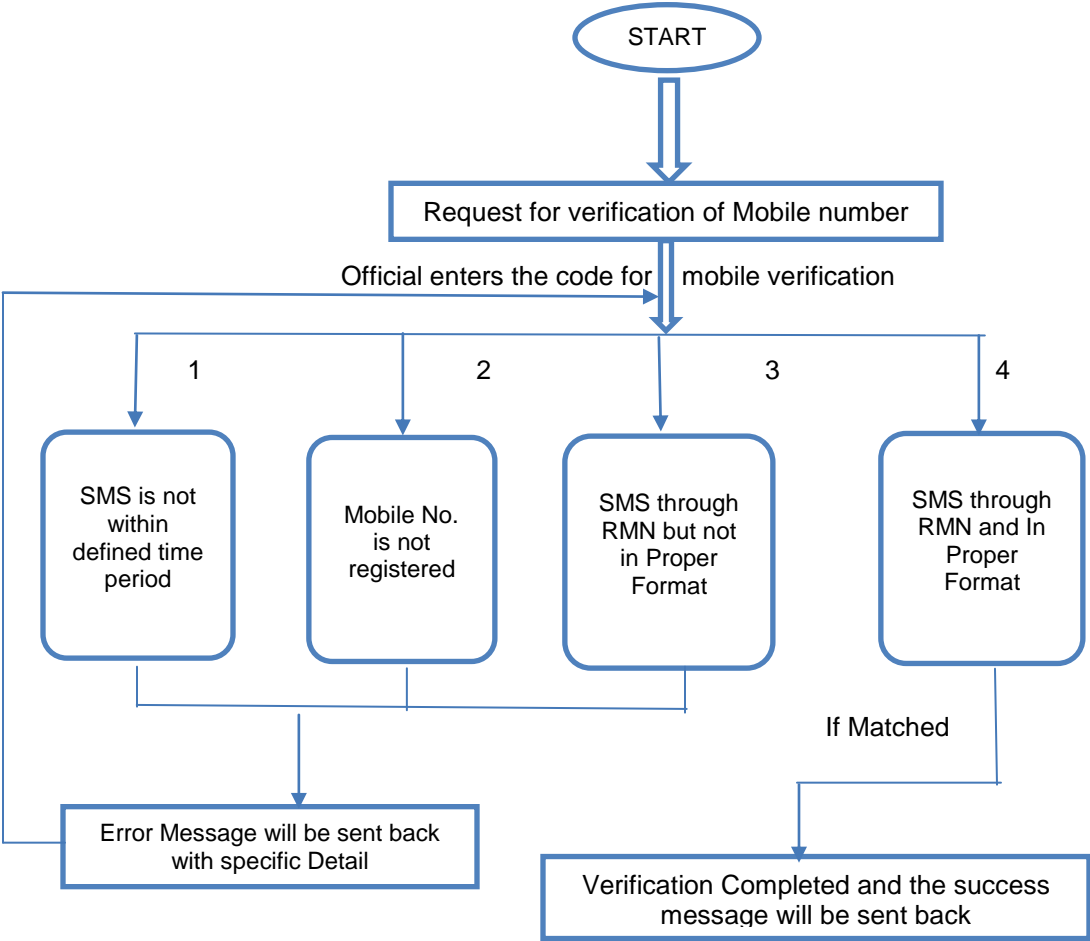 START
Request for verification of Mobile number
Official enters the code for mobile verification
1
2
3
4
SMS is not
within
defined time
period
Mobile No.
is not
registered
SMS through
RMN but not
in Proper
Format
SMS through
RMN and In
Proper
Format
If Matched
Error Message will be sent back
with specific Detail
Verification Completed and the success
message will be sent back